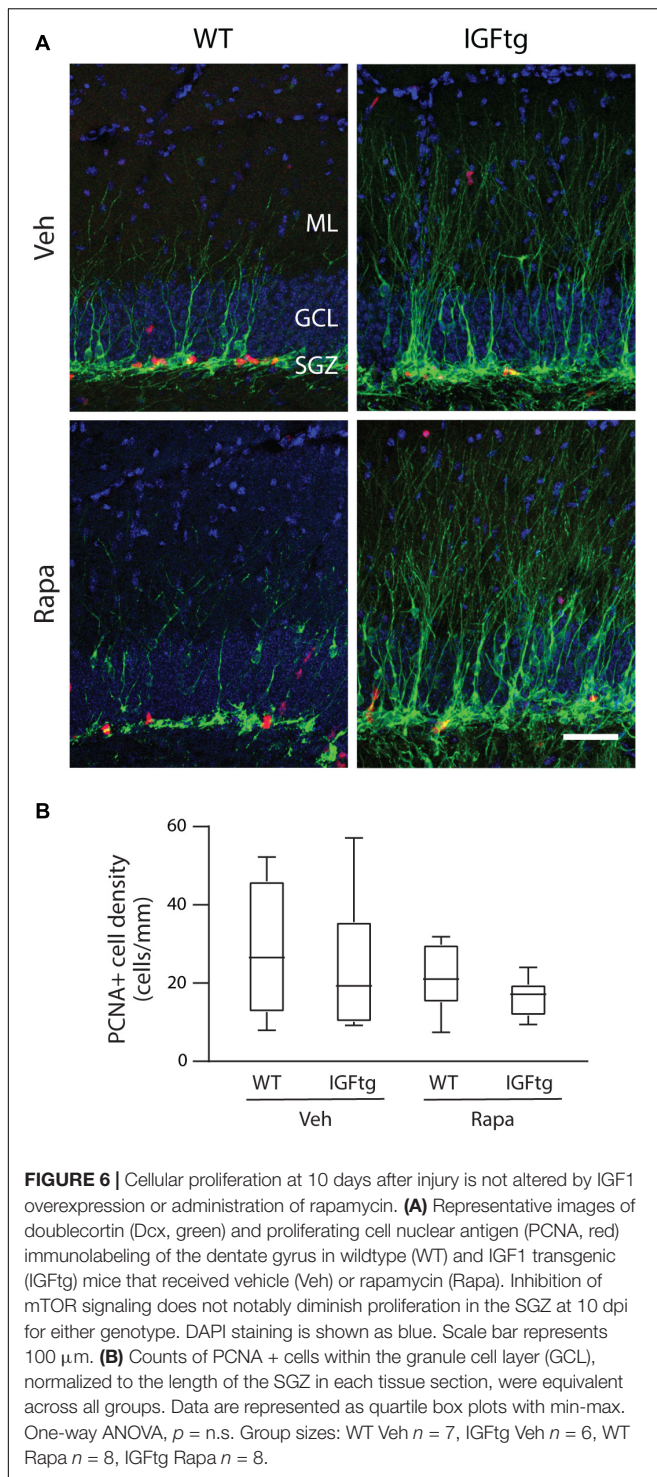 A
WT IGFtg
Veh
ML
GCL
SGZ
Rapa
B
PCNA+ cell density
(cells/mm)
60
40
20
0
WT IGFtg WT IGFtg
Veh Rapa
FIGURE 6 | Cellular proliferation at 10 days after injury is not altered by IGF1
overexpression or administration of rapamycin. (A) Representative images of
doublecortin (Dcx, green) and proliferating cell nuclear antigen (PCNA, red)
immunolabeling of the dentate gyrus in wildtype (WT) and IGF1 transgenic
(IGFtg) mice that received vehicle (Veh) or rapamycin (Rapa). Inhibition of
mTOR signaling does not notably diminish proliferation in the SGZ at 10 dpi
for either genotype. DAPI staining is shown as blue. Scale bar represents
100 μm. (B) Counts of PCNA + cells within the granule cell layer (GCL),
normalized to the length of the SGZ in each tissue section, were equivalent
across all groups. Data are represented as quartile box plots with min-max.
One-way ANOVA, p = n.s. Group sizes: WT Veh n = 7, IGFtg Veh n = 6, WT
Rapa n = 8, IGFtg Rapa n = 8.